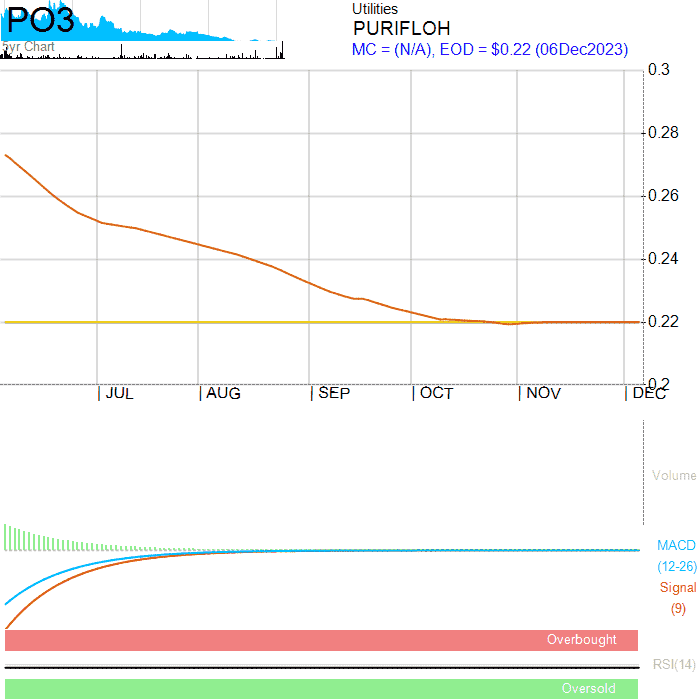 PO3
5yr Chart
Utilities
PURIFLOH
MC = (N/A), EOD = $0.22 (06Dec2023)
0.3
0.28
0.26
0.24
0.22
0.2
| JUL
| AUG
| SEP
| OCT
| NOV
| DEC
Volume
MACD
(12-26)
Signal
(9)
Overbought
RSI(14)
Oversold